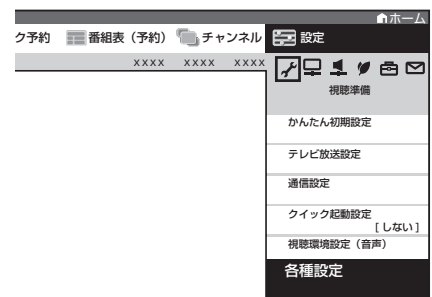 ホーム
ク予約 番組表（予約） チャンネル 設定
xxxx xxxx xxxx
視聴準備
かんたん初期設定
テレビ放送設定
通信設定
クイック起動設定
[しない]
視聴環境設定（音声）
各種設定